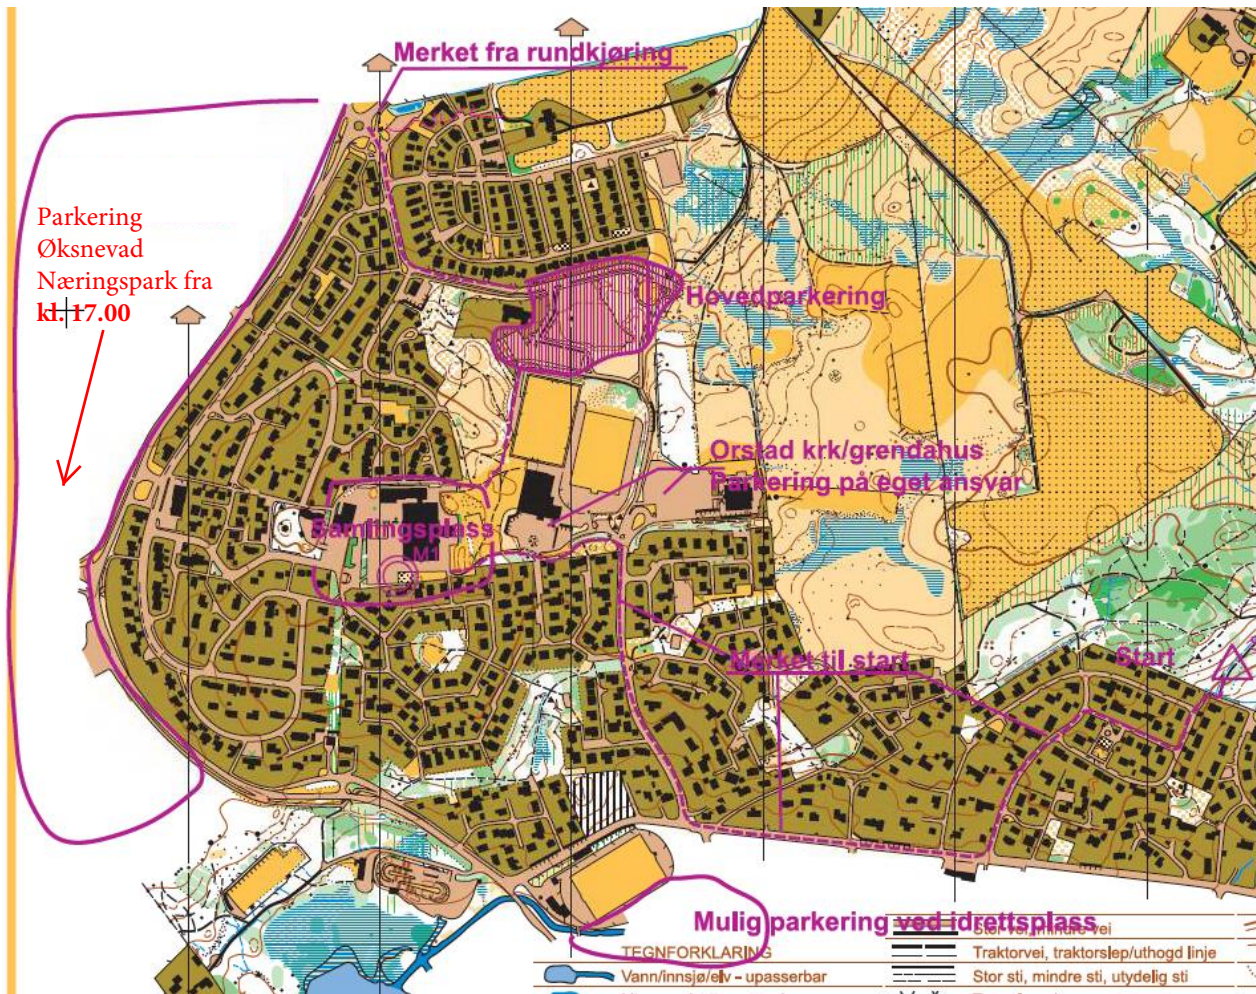 Merket fra rundkjøring
Parkering
Øksnevad
Næringspark fra
kl. 17.00
Hovedparkering
Orstad krk/grendahus
Parkering på eget ansvar
Samlingsplass
M1
Merket til start
Start
Mulig parkering ved idrettsplass
Stor vei, mindre vei
TEGNFORKLARING
Traktorvei, traktorslep/uthogd linje
Vann/innsjø/elv - upasserbar
Stor sti, mindre sti, utydelig sti